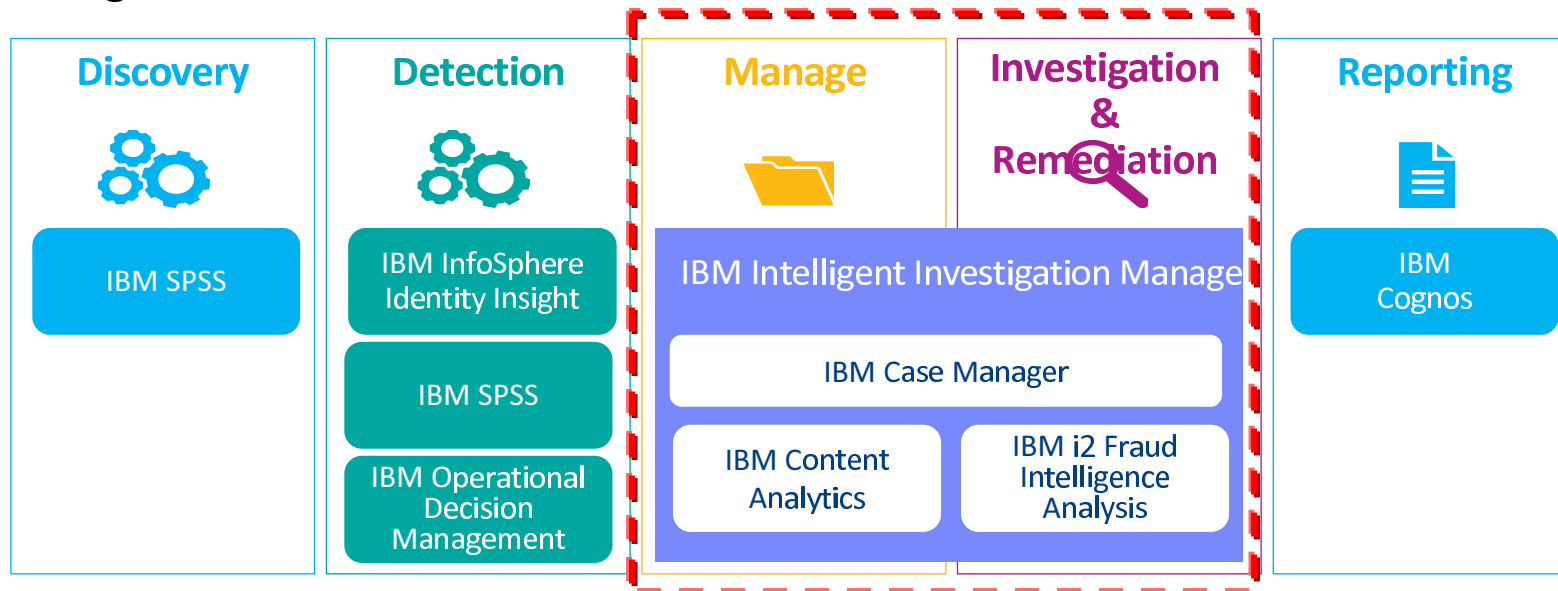 Discovery
IBM SPSS
Detection
IBM InfoSphere
Identity Insight
IBM SPSS
IBM Operational
Decision
Management
Manage
Investigation
&
Remediation
IBM Intelligent Investigation Manage
IBM Case Manager
IBM Content
Analytics
IBM i2 Fraud
Intelligence
Analysis
Reporting
IBM
Cognos